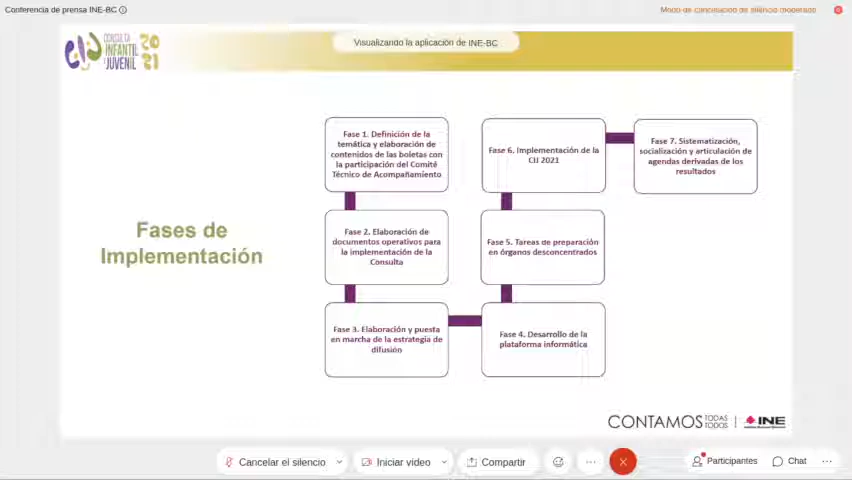 Conferencia de prensa INE-BC
Modo de cancelación de silencio moderado
CONSULTA
INFANTIL
Y JUVENIL
20
21
Visualizando la aplicación de INE-BC
Fases de
Implementación
Fase 1. Definición de la
temática y elaboración de
contenidos de las boletas con
la participación del Comité
Técnico de Acompañamiento
Fase 2. Elaboración de
documentos operativos para
la implementación de la
Consulta
Fase 3. Elaboración y puesta
en marcha de la estrategia de
difusión
Fase 4. Desarrollo de la
plataforma informática
Fase 5. Tareas de preparación
en órganos desconcentrados
Fase 6. Implementación de la
CIJ 2021
Fase 7. Sistematización,
socialización y articulación de
agendas derivadas de los
resultados
CONTAMOS TODAS TODOS | INE
Cancelar el silencio
Iniciar video
Compartir
Participantes
Chat